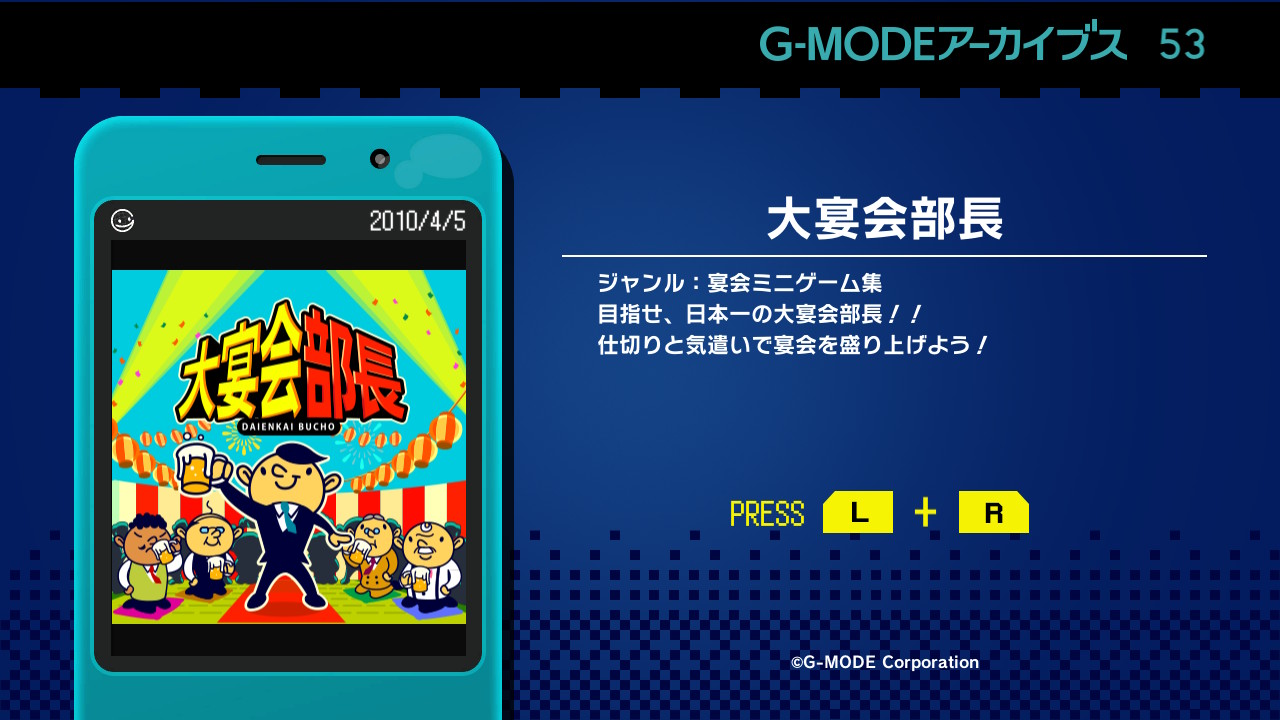 G-MODEアーカイブス 53
2010/4/5
大宴会部長
DAIENKAI BUCHO
大宴会部長
ジャンル：宴会ミニゲーム集
目指せ、日本一の大宴会部長！！
仕切りと気遣いで宴会を盛り上げよう！
PRESS L + R
©G-MODE Corporation